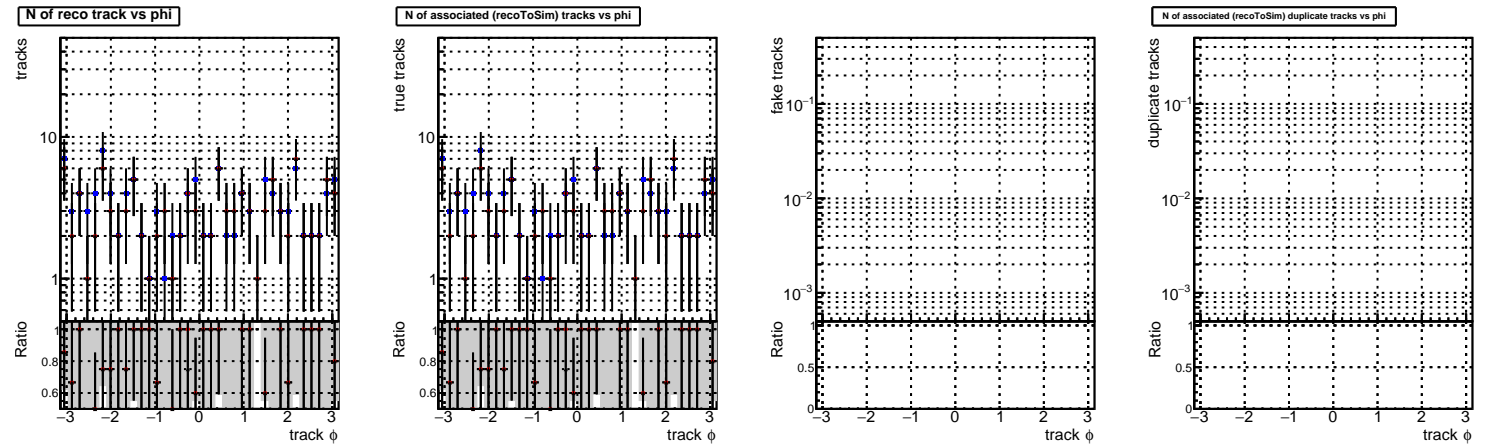 N of reco track vs phi
tracks
10
1
Ratio
1
0.8
0.6
−3 −2 −1 0 1 2 3
track ϕ
N of associated (recoToSim) tracks vs phi
true tracks
10
1
Ratio
1
0.8
0.6
−3 −2 −1 0 1 2 3
track ϕ
fake tracks
10⁻¹
10⁻²
10⁻³
Ratio
1
0.5
0
−3 −2 −1 0 1 2 3
track ϕ
N of associated (recoToSim) duplicate tracks vs phi
duplicate tracks
10⁻¹
10⁻²
10⁻³
Ratio
1
0.5
0
−3 −2 −1 0 1 2 3
track ϕ